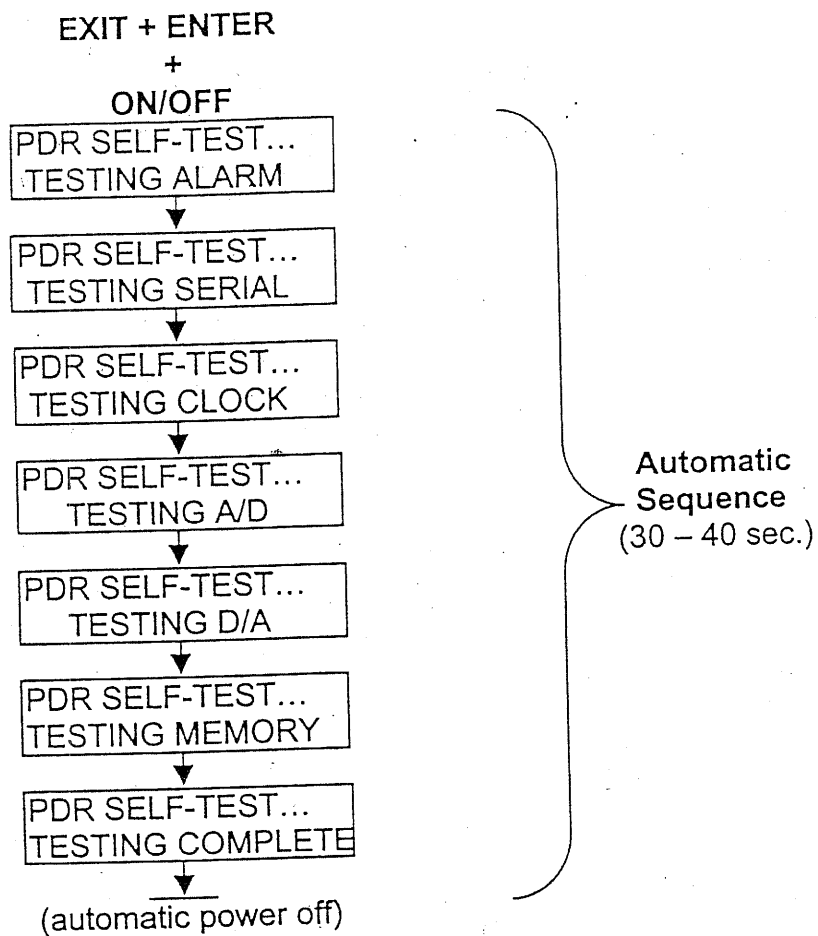 EXIT + ENTER
+
ON/OFF
PDR SELF-TEST...
TESTING ALARM
PDR SELF-TEST...
TESTING SERIAL
PDR SELF-TEST...
TESTING CLOCK
PDR SELF-TEST...
TESTING A/D
PDR SELF-TEST...
TESTING D/A
PDR SELF-TEST...
TESTING MEMORY
PDR SELF-TEST...
TESTING COMPLETE
(automatic power off)
Automatic
Sequence
(30 – 40 sec.)